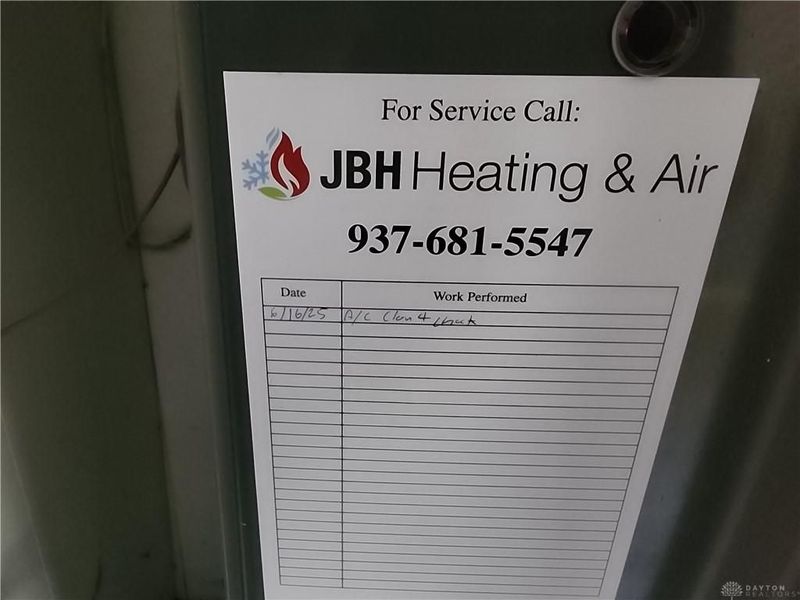 For Service Call:
JBH Heating & Air
937-681-5547
Date Work Performed
6/16/25 A/C Clean & check
DAYTON
REALTORS®